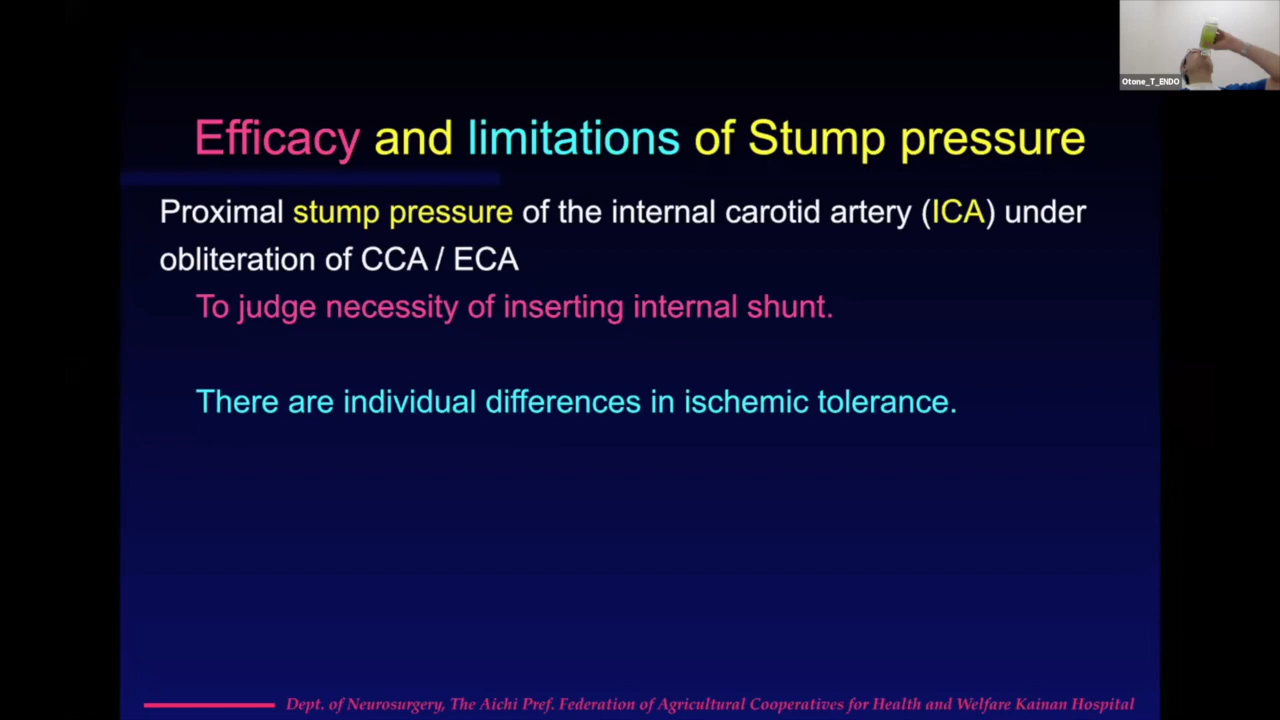 Otone_T_ENDO
Efficacy and limitations of Stump pressure
Proximal stump pressure of the internal carotid artery (ICA) under
obliteration of CCA / ECA
To judge necessity of inserting internal shunt.
There are individual differences in ischemic tolerance.
Dept. of Neurosurgery, The Aichi Pref. Federation of Agricultural Cooperatives for Health and Welfare Kainan Hospital